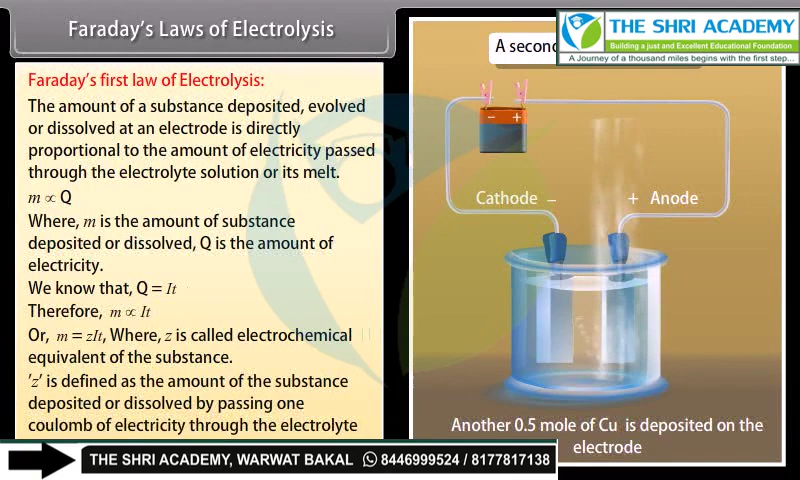 Faraday's Laws of Electrolysis
Faraday's first law of Electrolysis:
The amount of a substance deposited, evolved
or dissolved at an electrode is directly
proportional to the amount of electricity passed
through the electrolyte solution or its melt.
m ∝ Q
Where, m is the amount of substance
deposited or dissolved, Q is the amount of
electricity.
We know that, Q = It
Therefore, m ∝ It
Or, m = zIt, Where, z is called electrochemical
equivalent of the substance.
'z' is defined as the amount of the substance
deposited or dissolved by passing one
coulomb of electricity through the electrolyte
A second
THE SHRI ACADEMY
Building a just and Excellent Educational Foundation
A Journey of a thousand miles begins with the first step...
− +
Cathode − + Anode
Another 0.5 mole of Cu is deposited on the
electrode
THE SHRI ACADEMY, WARWAT BAKAL 8446999524 / 8177817138